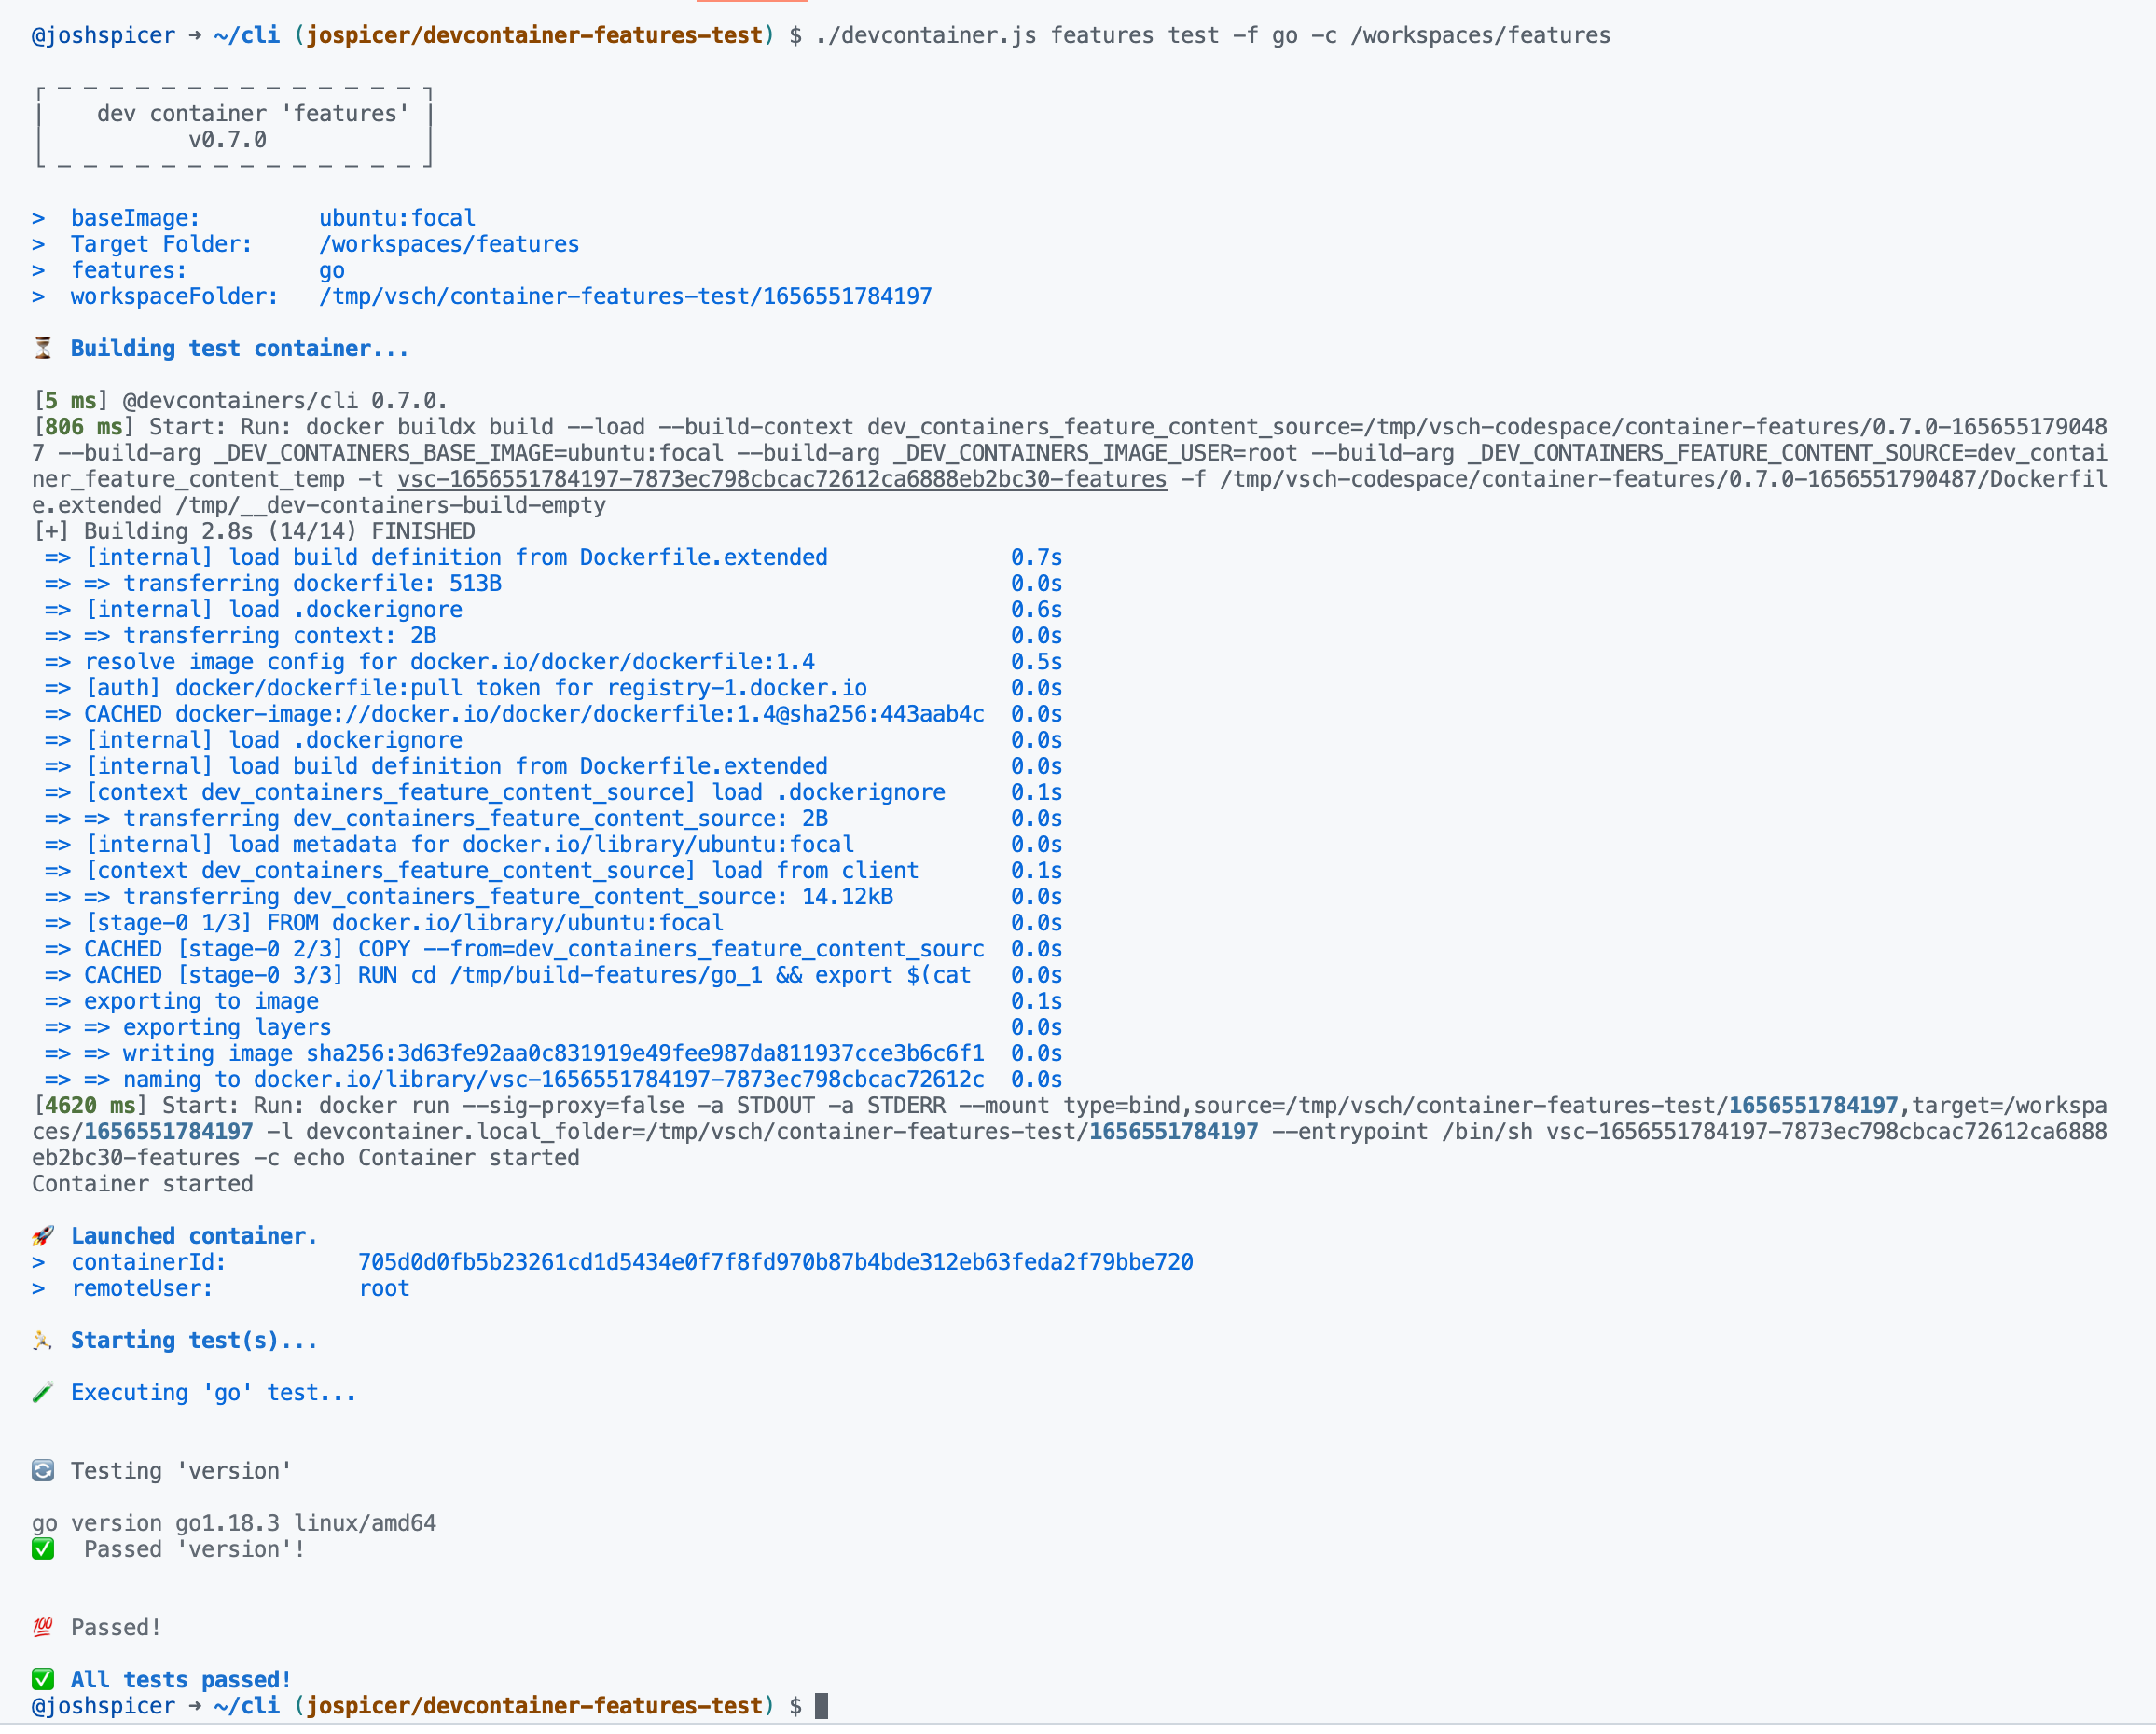 @joshspicer ➜ ~/cli (jospicer/devcontainer-features-test) $ ./devcontainer.js features test -f go -c /workspaces/features
dev container 'features'
v0.7.0
> baseImage: ubuntu:focal
> Target Folder: /workspaces/features
> features: go
> workspaceFolder: /tmp/vsch/container-features-test/1656551784197
⏳ Building test container...
[5 ms] @devcontainers/cli 0.7.0.
[806 ms] Start: Run: docker buildx build --load --build-context dev_containers_feature_content_source=/tmp/vsch-codespace/container-features/0.7.0-165655179048
7 --build-arg _DEV_CONTAINERS_BASE_IMAGE=ubuntu:focal --build-arg _DEV_CONTAINERS_IMAGE_USER=root --build-arg _DEV_CONTAINERS_FEATURE_CONTENT_SOURCE=dev_contai
ner_feature_content_temp -t vsc-1656551784197-7873ec798cbcac72612ca6888eb2bc30-features -f /tmp/vsch-codespace/container-features/0.7.0-1656551790487/Dockerfil
e.extended /tmp/__dev-containers-build-empty
[+] Building 2.8s (14/14) FINISHED
=> [internal] load build definition from Dockerfile.extended 0.7s
=> => transferring dockerfile: 513B 0.0s
=> [internal] load .dockerignore 0.6s
=> => transferring context: 2B 0.0s
=> resolve image config for docker.io/docker/dockerfile:1.4 0.5s
=> [auth] docker/dockerfile:pull token for registry-1.docker.io 0.0s
=> CACHED docker-image://docker.io/docker/dockerfile:1.4@sha256:443aab4c 0.0s
=> [internal] load .dockerignore 0.0s
=> [internal] load build definition from Dockerfile.extended 0.0s
=> [context dev_containers_feature_content_source] load .dockerignore 0.1s
=> => transferring dev_containers_feature_content_source: 2B 0.0s
=> [internal] load metadata for docker.io/library/ubuntu:focal 0.0s
=> [context dev_containers_feature_content_source] load from client 0.1s
=> => transferring dev_containers_feature_content_source: 14.12kB 0.0s
=> [stage-0 1/3] FROM docker.io/library/ubuntu:focal 0.0s
=> CACHED [stage-0 2/3] COPY --from=dev_containers_feature_content_sourc 0.0s
=> CACHED [stage-0 3/3] RUN cd /tmp/build-features/go_1 && export $(cat 0.0s
=> exporting to image 0.1s
=> => exporting layers 0.0s
=> => writing image sha256:3d63fe92aa0c831919e49fee987da811937cce3b6c6f1 0.0s
=> => naming to docker.io/library/vsc-1656551784197-7873ec798cbcac72612c 0.0s
[4620 ms] Start: Run: docker run --sig-proxy=false -a STDOUT -a STDERR --mount type=bind,source=/tmp/vsch/container-features-test/1656551784197,target=/workspa
ces/1656551784197 -l devcontainer.local_folder=/tmp/vsch/container-features-test/1656551784197 --entrypoint /bin/sh vsc-1656551784197-7873ec798cbcac72612ca6888
eb2bc30-features -c echo Container started
Container started
🚀 Launched container.
> containerId: 705d0d0fb5b23261cd1d5434e0f7f8fd970b87b4bde312eb63feda2f79bbe720
> remoteUser: root
🏃 Starting test(s)...
🧪 Executing 'go' test...
🔄 Testing 'version'
go version go1.18.3 linux/amd64
✅ Passed 'version'!
💯 Passed!
✅ All tests passed!
@joshspicer ➜ ~/cli (jospicer/devcontainer-features-test) $